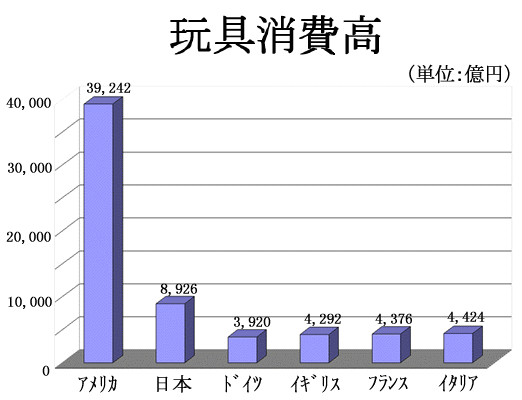 玩具消費高
(単位:億円)
40,000
30,000
20,000
10,000
0
39,242
8,926
3,920
4,292
4,376
4,424
ｱﾒﾘｶ
日本
ﾄﾞｲﾂ
ｲｷﾞﾘｽ
ﾌﾗﾝｽ
ｲﾀﾘｱ